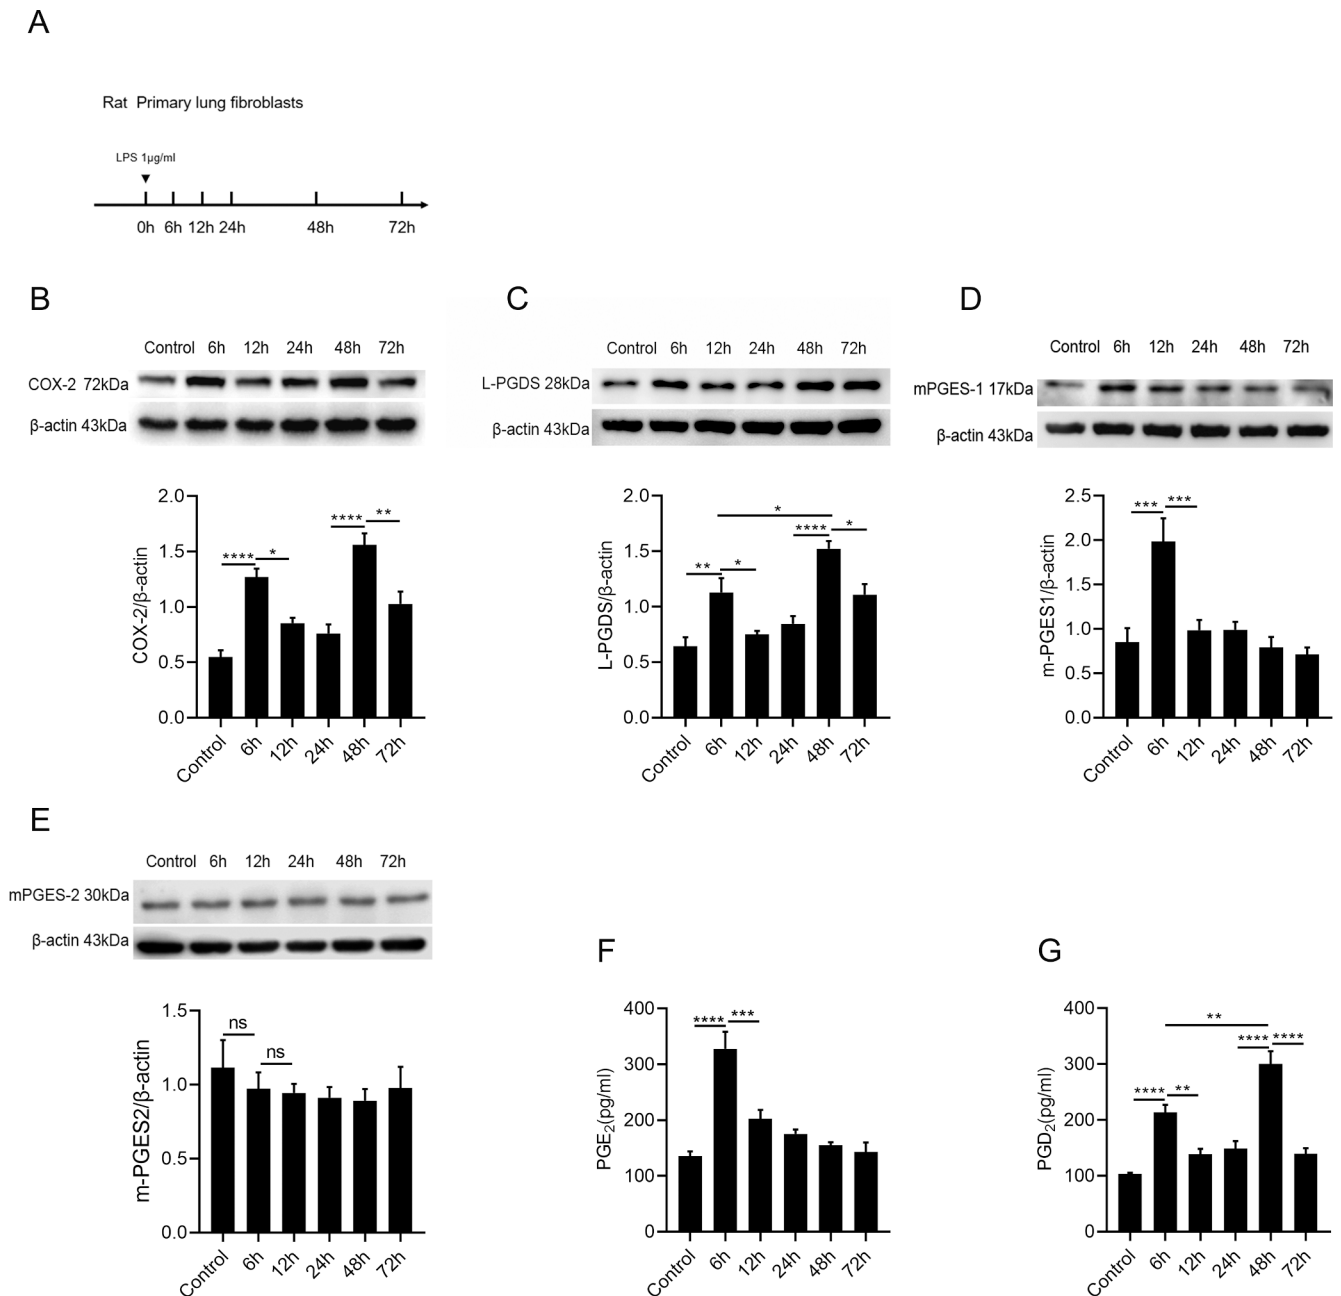 A
Rat Primary lung fibroblasts
LPS 1μg/ml
0h 6h 12h 24h 48h 72h
B
Control 6h 12h 24h 48h 72h
COX-2 72kDa
β-actin 43kDa
2.0
1.5
1.0
0.5
0.0
COX-2/β-actin
**** * **** **
Control 6h 12h 24h 48h 72h
C
Control 6h 12h 24h 48h 72h
L-PGDS 28kDa
β-actin 43kDa
2.0
1.5
1.0
0.5
0.0
L-PGDS/β-actin
*
** * **** *
Control 6h 12h 24h 48h 72h
D
Control 6h 12h 24h 48h 72h
mPGES-1 17kDa
β-actin 43kDa
2.5
2.0
1.5
1.0
0.5
0.0
m-PGES1/β-actin
*** ***
Control 6h 12h 24h 48h 72h
E
Control 6h 12h 24h 48h 72h
mPGES-2 30kDa
β-actin 43kDa
1.5
1.0
0.5
0.0
m-PGES2/β-actin
ns
ns
Control 6h 12h 24h 48h 72h
F
400
300
200
100
0
PGE₂(pg/ml)
**** ***
Control 6h 12h 24h 48h 72h
G
400
300
200
100
0
PGD₂(pg/ml)
**
**** ** **** ****
Control 6h 12h 24h 48h 72h